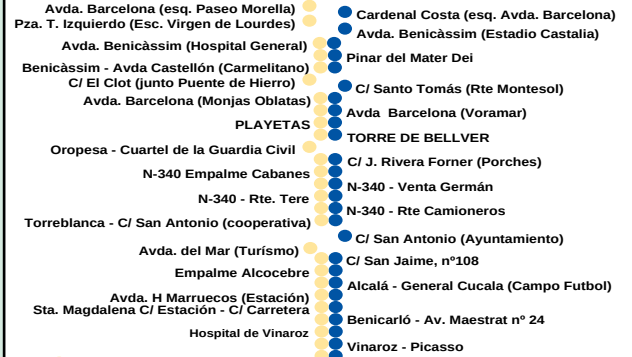 Avda. Barcelona (esq. Paseo Morella)
Cardenal Costa (esq. Avda. Barcelona)
Pza. T. Izquierdo (Esc. Virgen de Lourdes)
Avda. Benicàssim (Estadio Castalia)
Avda. Benicàssim (Hospital General)
Pinar del Mater Dei
Benicàssim - Avda Castellón (Carmelitano)
C/ El Clot (junto Puente de Hierro)
C/ Santo Tomás (Rte Montesol)
Avda. Barcelona (Monjas Oblatas)
Avda Barcelona (Voramar)
PLAYETAS
TORRE DE BELLVER
Oropesa - Cuartel de la Guardia Civil
C/ J. Rivera Forner (Porches)
N-340 Empalme Cabanes
N-340 - Venta Germán
N-340 - Rte. Tere
N-340 - Rte Camioneros
Torreblanca - C/ San Antonio (cooperativa)
C/ San Antonio (Ayuntamiento)
Avda. del Mar (Turísmo)
C/ San Jaime, nº108
Empalme Alcocebre
Alcalá - General Cucala (Campo Futbol)
Avda. H Marruecos (Estación)
Sta. Magdalena C/ Estación - C/ Carretera
Benicarló - Av. Maestrat nº 24
Hospital de Vinaroz
Vinaroz - Picasso